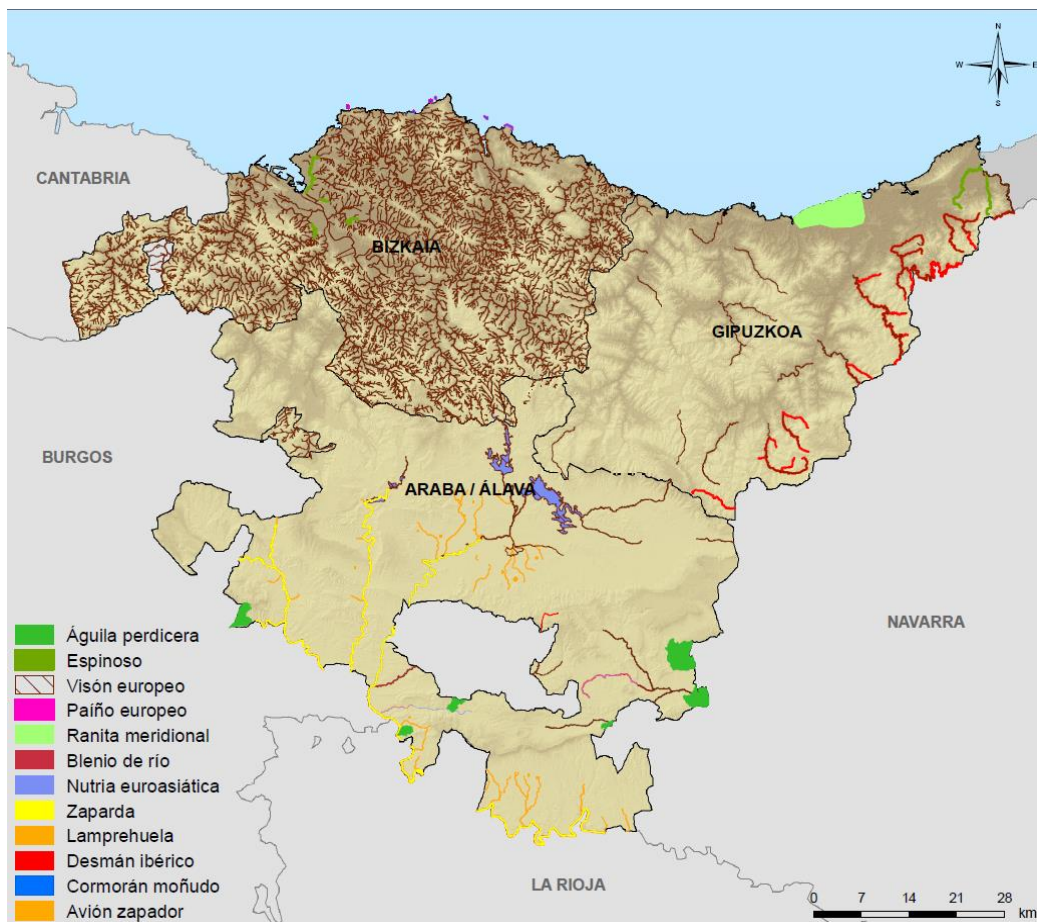 N
W E
S
CANTABRIA
BIZKAIA
GIPUZKOA
BURGOS
ARABA / ÁLAVA
NAVARRA
LA RIOJA
Águila perdicera
Espinoso
Visón europeo
Paíño europeo
Ranita meridional
Blenio de río
Nutria euroasiática
Zaparda
Lamprehuela
Desmán ibérico
Cormorán moñudo
Avión zapador
0 7 14 21 28
km